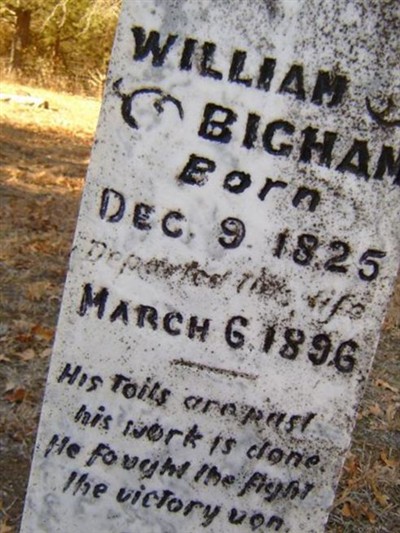 WILLIAM
BIGHAM
Born
DEC. 9. 1825
Departed This Life
MARCH 6. 1896
His Toils are past
his work is done
He fought the fight
the victory won.